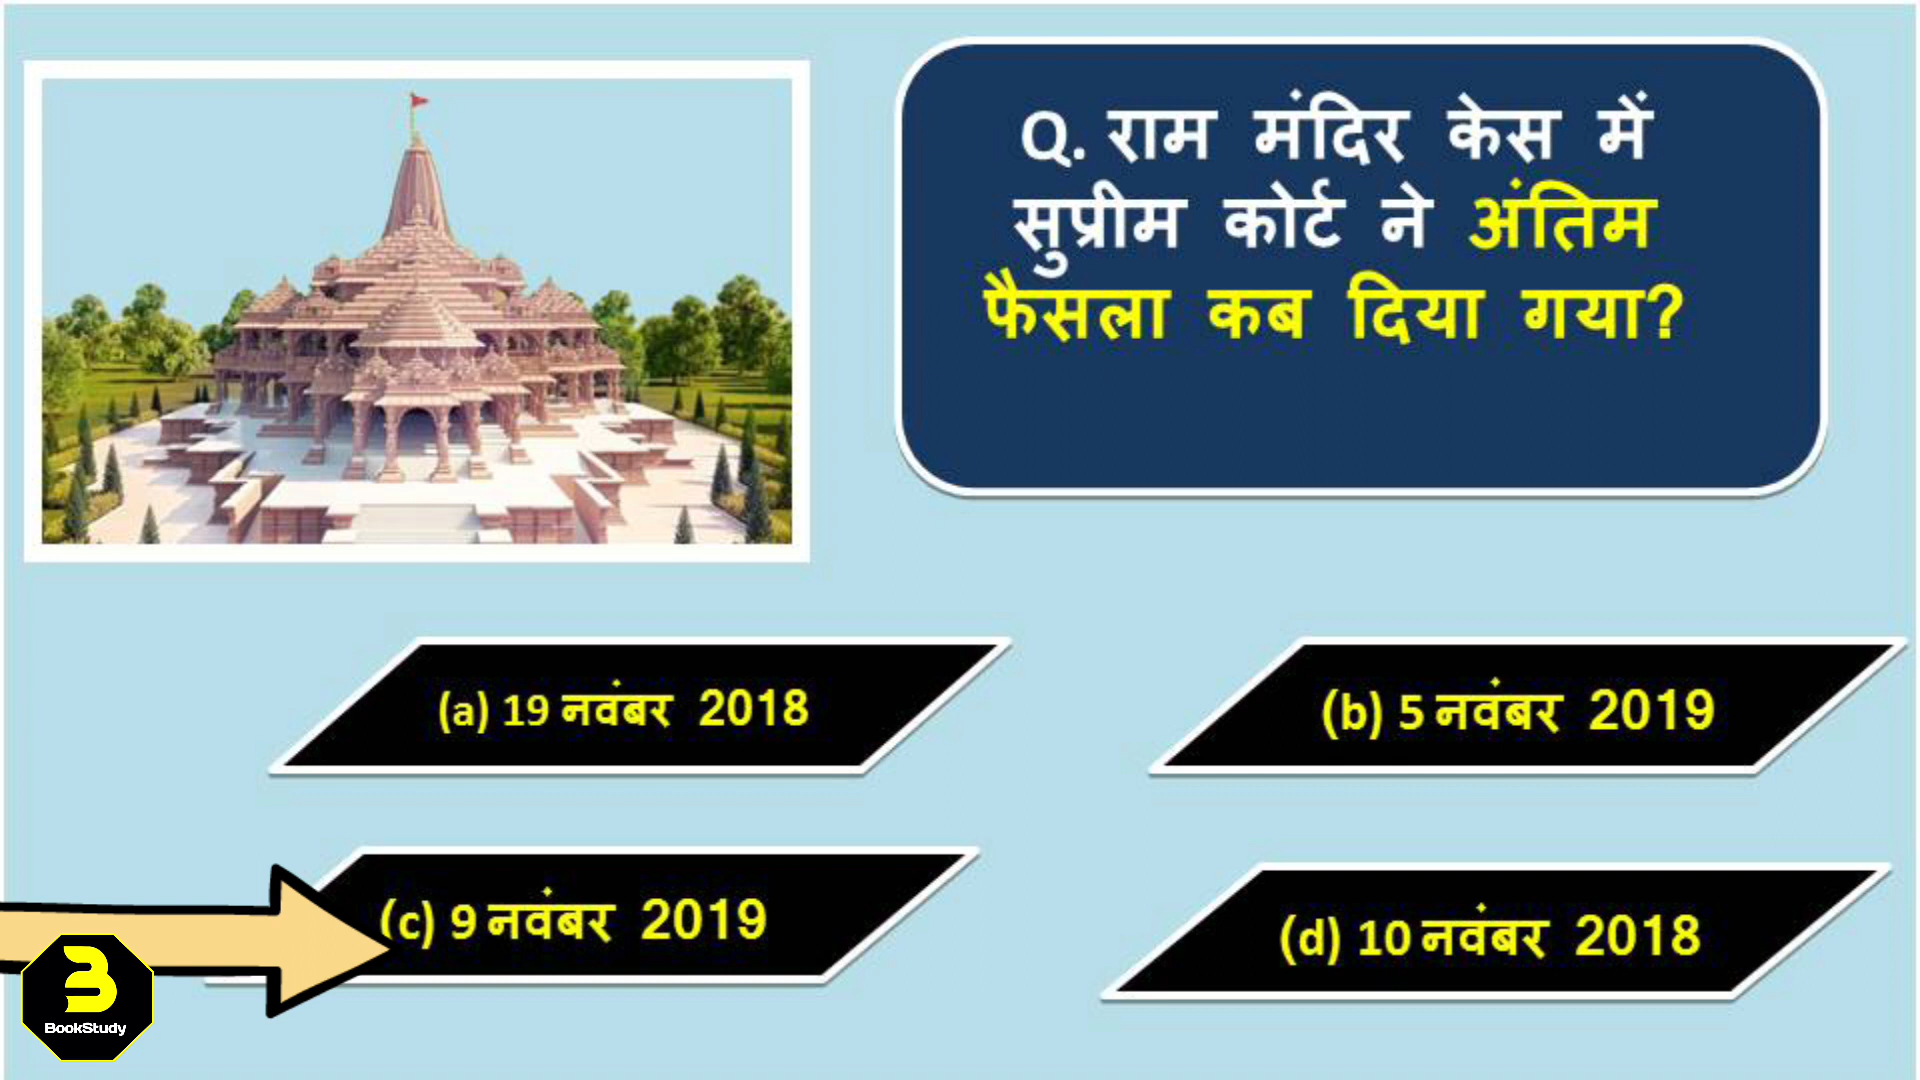 Q. राम मंदिर केस में
सुप्रीम कोर्ट ने अंतिम
फैसला कब दिया गया?
(a) 19 नवंबर 2018
(b) 5 नवंबर 2019
(c) 9 नवंबर 2019
(d) 10 नवंबर 2018
BookStudy